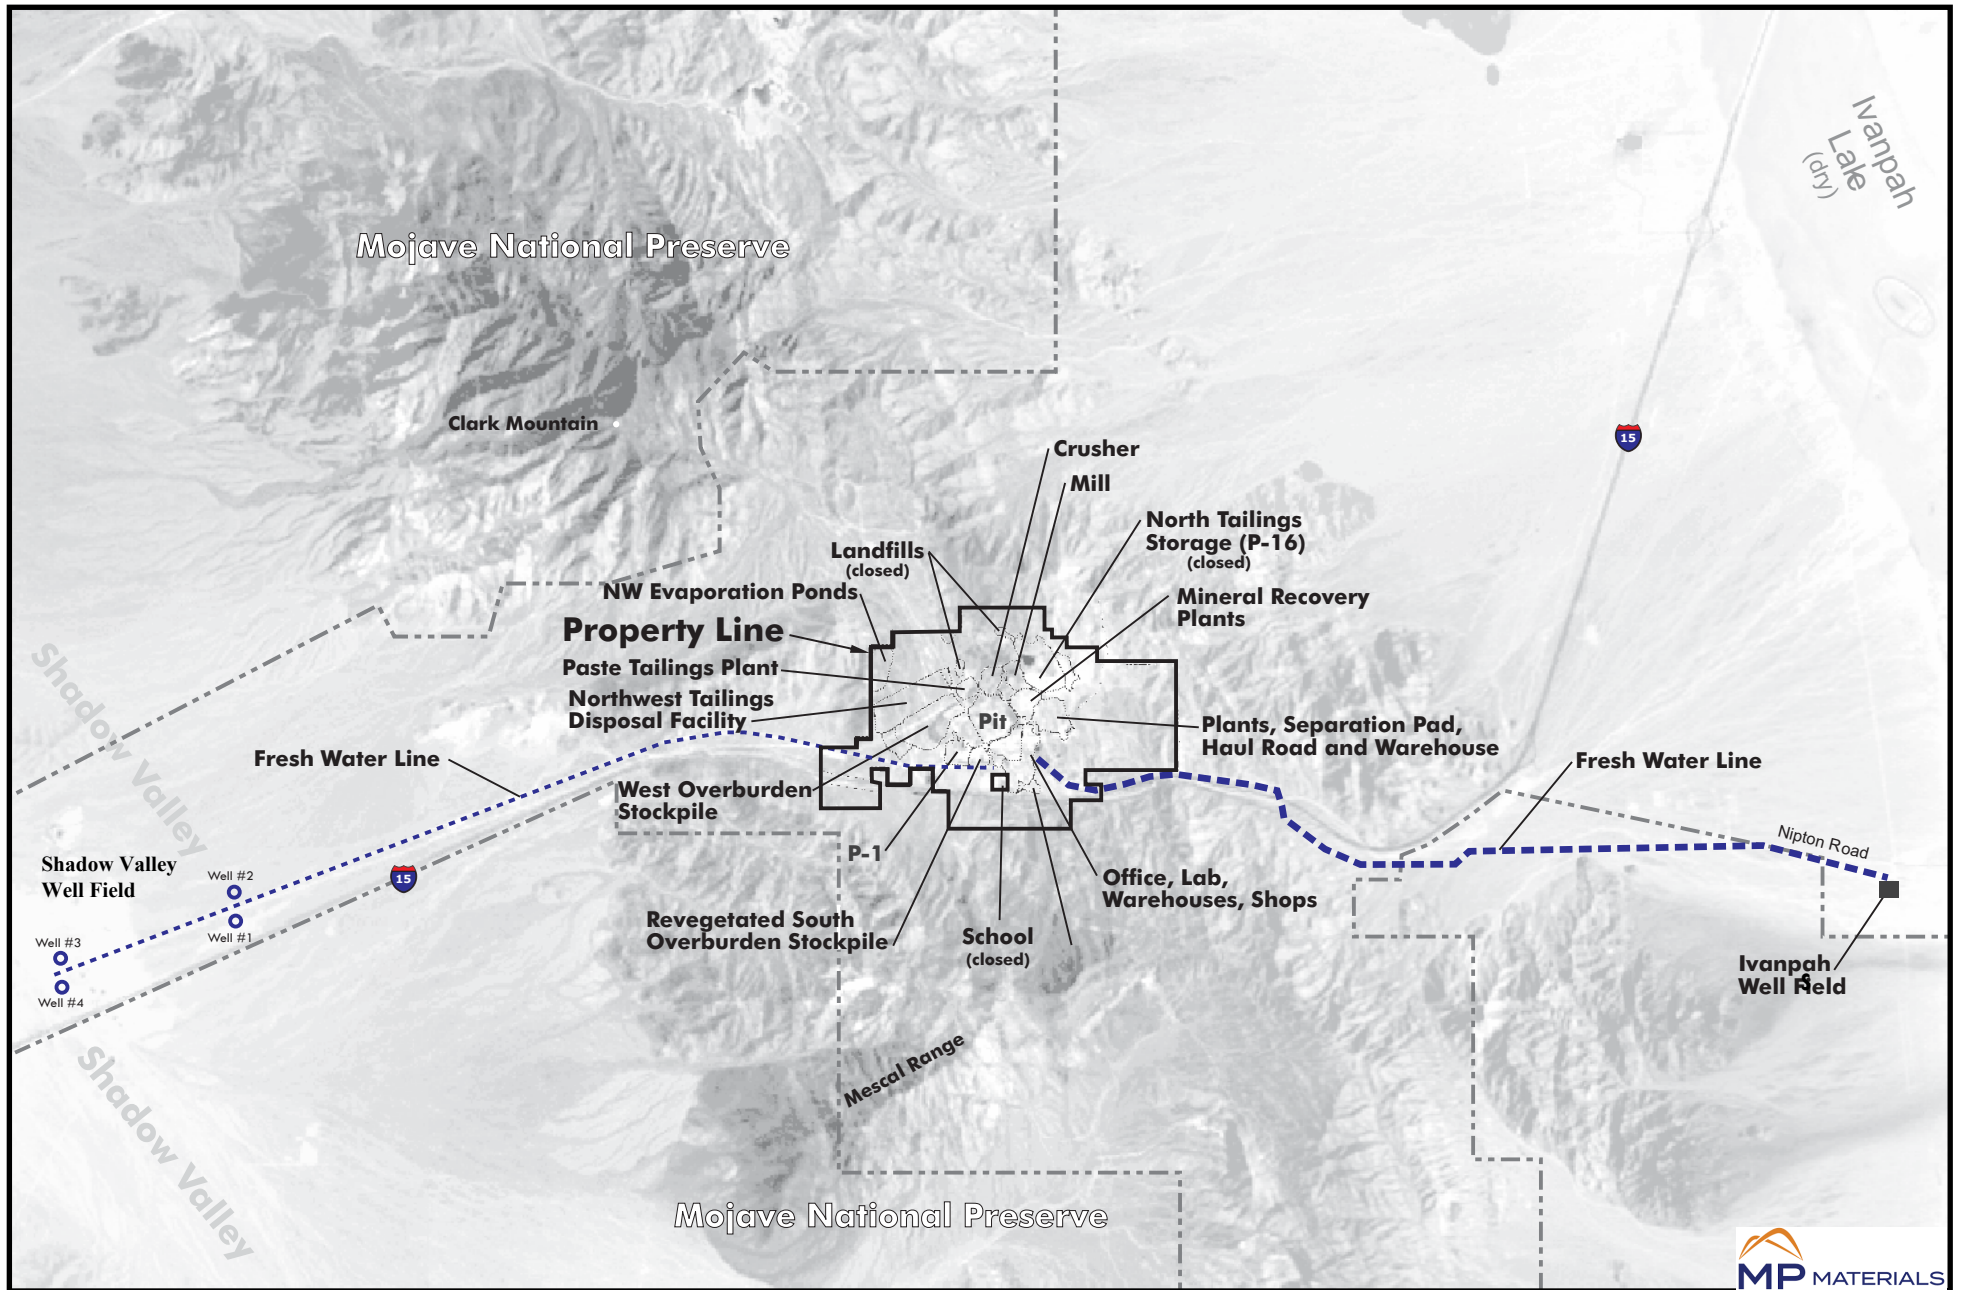 Ivanpah
Lake
(dry)
Mojave National Preserve
Clark Mountain
15
Crusher
Mill
North Tailings
Storage (P-16)
(closed)
Landfills
(closed)
NW Evaporation Ponds
Mineral Recovery
Plants
Property Line
Paste Tailings Plant
Northwest Tailings
Disposal Facility
Pit
Plants, Separation Pad,
Haul Road and Warehouse
Shadow Valley
Fresh Water Line
Fresh Water Line
West Overburden
Stockpile
P-1
Nipton Road
Shadow Valley
Well Field
Well #2
15
Well #1
Well #3
Well #4
Office, Lab,
Warehouses, Shops
Revegetated South
Overburden Stockpile
School
(closed)
Ivanpah
Well Field
s
Mescal Range
Shadow Valley
Mojave National Preserve
MP MATERIALS